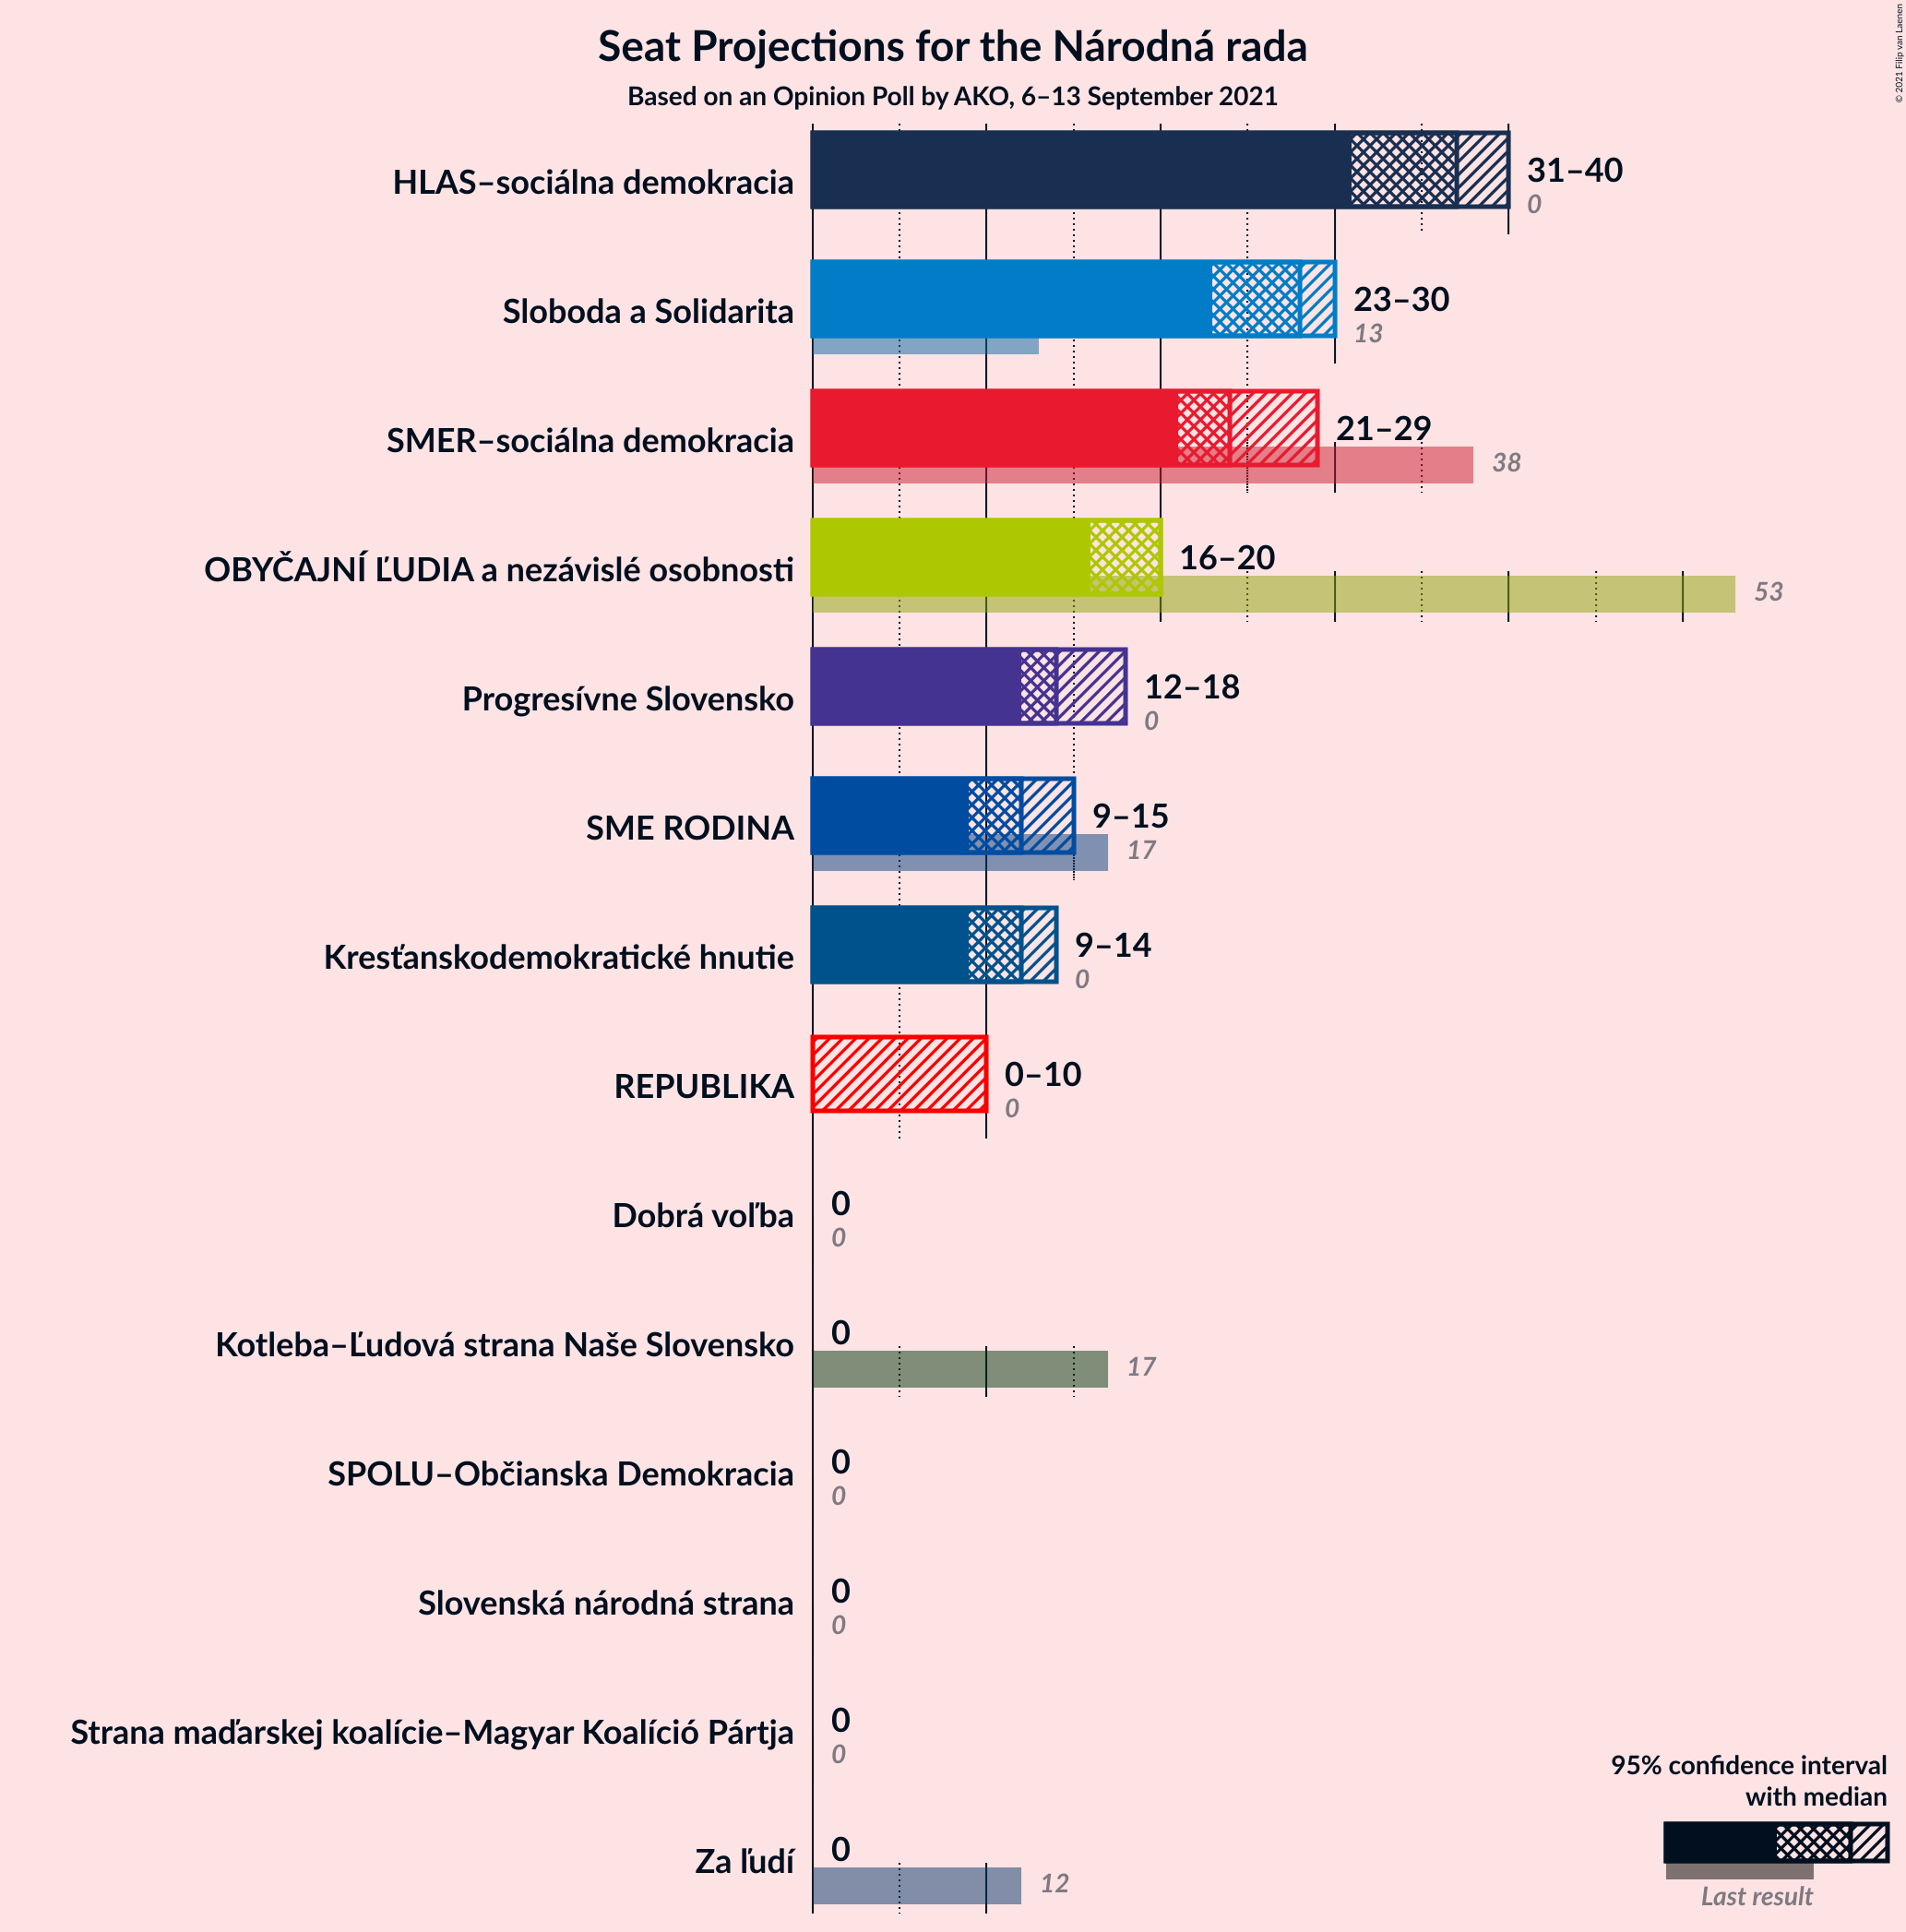 Seat Projections for the Národná rada
Based on an Opinion Poll by AKO, 6–13 September 2021
© 2021 Filip van Laenen
HLAS–sociálna demokracia
31–40
0
Sloboda a Solidarita
23–30
13
SMER–sociálna demokracia
21–29
38
OBYČAJNÍ ĽUDIA a nezávislé osobnosti
16–20
53
Progresívne Slovensko
12–18
0
SME RODINA
9–15
17
Kresťanskodemokratické hnutie
9–14
0
REPUBLIKA
0–10
0
Dobrá voľba
0
0
Kotleba–Ľudová strana Naše Slovensko
0
17
SPOLU–Občianska Demokracia
0
0
Slovenská národná strana
0
0
Strana maďarskej koalície–Magyar Koalíció Pártja
0
0
Za ľudí
0
12
95% confidence interval
with median
Last result